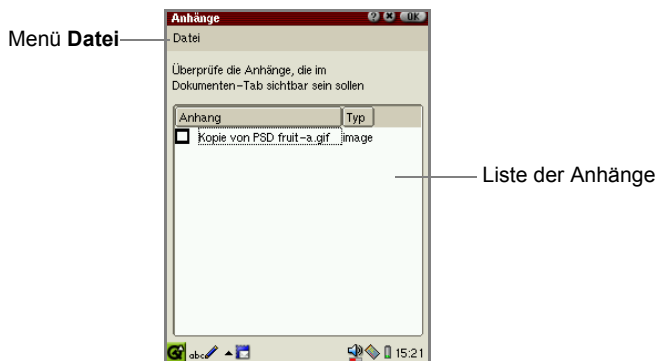 Anhänge ? × OK
Menü Datei
Datei
Überprüfe die Anhänge, die im
Dokumenten-Tab sichtbar sein sollen
Anhang Typ
Kopie von PSD fruit-a.gif image
Liste der Anhänge
abc 15:21